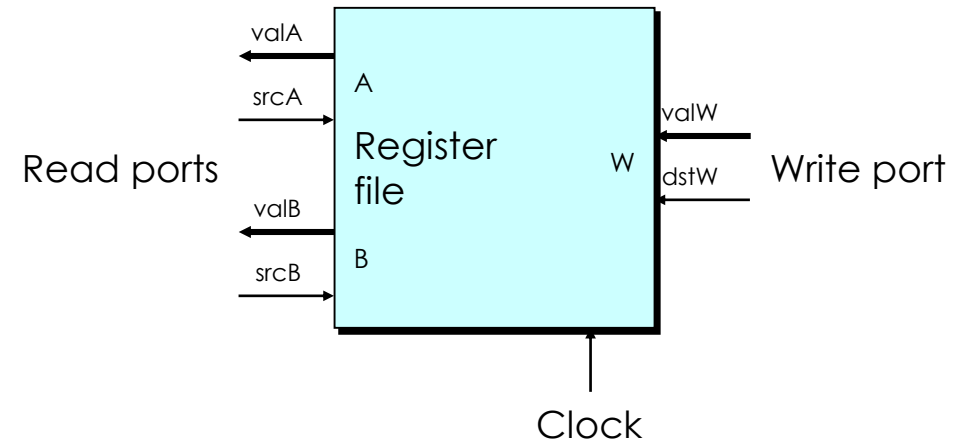 valA
A
srcA
Register
file
Read ports
valB
B
srcB
valW
W
dstW
Write port
Clock